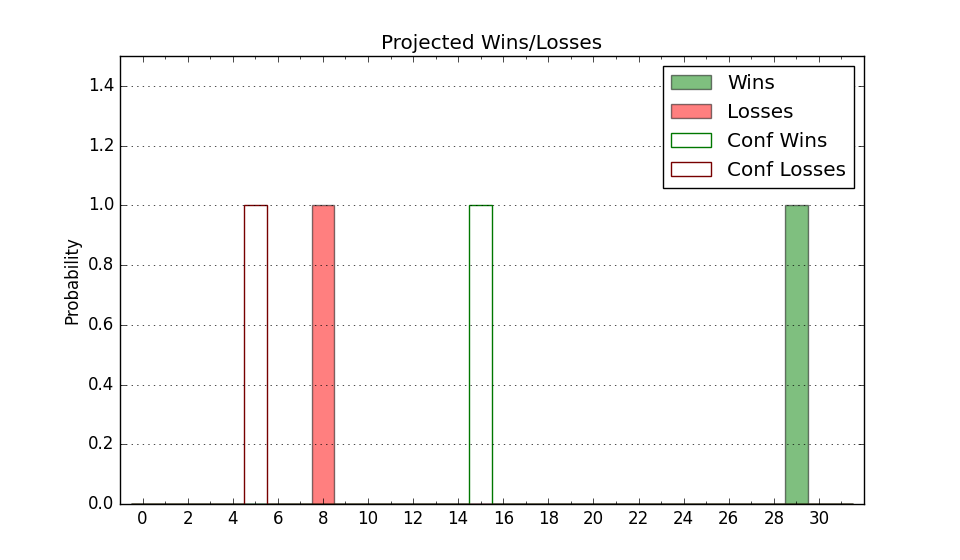 Projected Wins/Losses
1.4
1.2
1.0
0.8
0.6
0.4
0.2
0.0
Probability
Wins
Losses
Conf Wins
Conf Losses
0 2 4 6 8 10 12 14 16 18 20 22 24 26 28 30